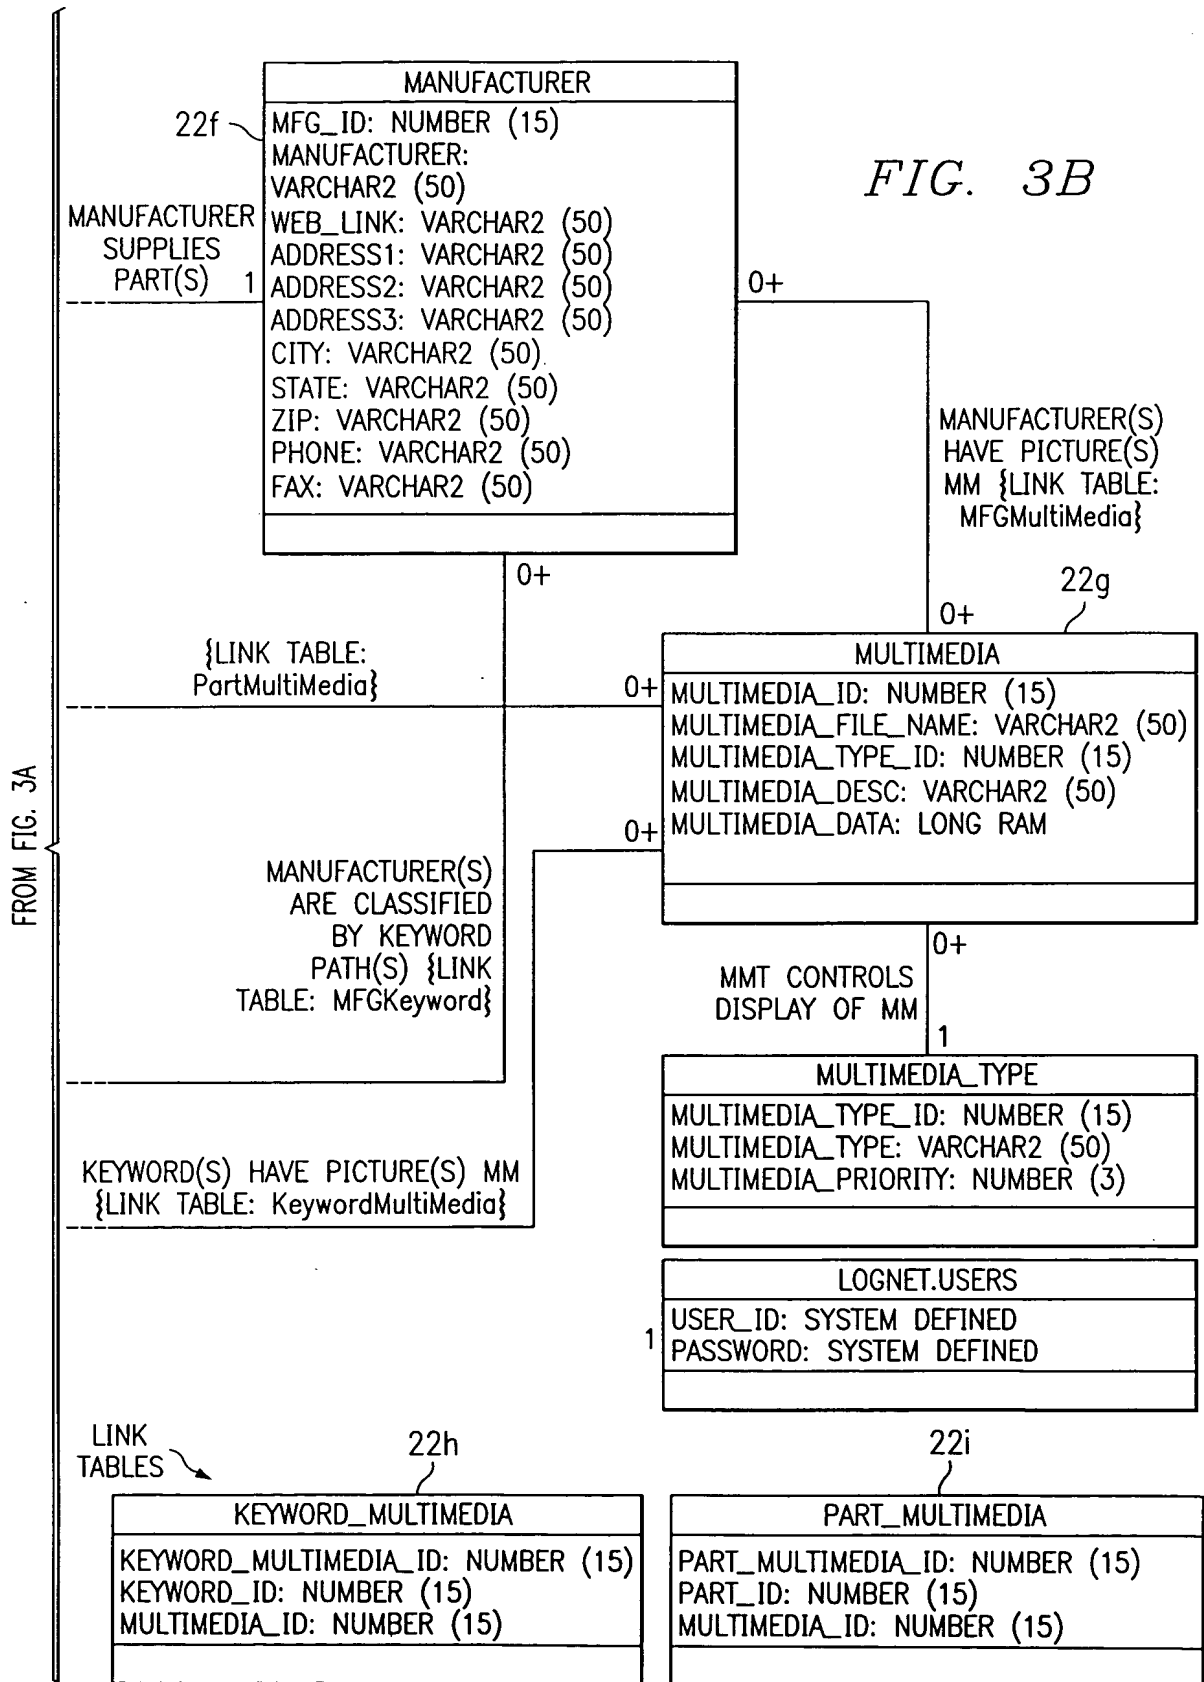 MANUFACTURER
22f
MFG_ID: NUMBER (15)
MANUFACTURER:
VARCHAR2 (50)
WEB_LINK: VARCHAR2 (50)
ADDRESS1: VARCHAR2 (50)
ADDRESS2: VARCHAR2 (50)
ADDRESS3: VARCHAR2 (50)
CITY: VARCHAR2 (50)
STATE: VARCHAR2 (50)
ZIP: VARCHAR2 (50)
PHONE: VARCHAR2 (50)
FAX: VARCHAR2 (50)
FIG. 3B
MANUFACTURER
SUPPLIES
PART(S)
1
0+
MANUFACTURER(S)
HAVE PICTURE(S)
MM {LINK TABLE:
MFGMultiMedia}
0+
0+
22g
{LINK TABLE:
PartMultiMedia}
0+
MULTIMEDIA
MULTIMEDIA_ID: NUMBER (15)
MULTIMEDIA_FILE_NAME: VARCHAR2 (50)
MULTIMEDIA_TYPE_ID: NUMBER (15)
MULTIMEDIA_DESC: VARCHAR2 (50)
MULTIMEDIA_DATA: LONG RAM
0+
FROM FIG. 3A
MANUFACTURER(S)
ARE CLASSIFIED
BY KEYWORD
PATH(S) {LINK
TABLE: MFGKeyword}
0+
MMT CONTROLS
DISPLAY OF MM
1
MULTIMEDIA_TYPE
MULTIMEDIA_TYPE_ID: NUMBER (15)
MULTIMEDIA_TYPE: VARCHAR2 (50)
MULTIMEDIA_PRIORITY: NUMBER (3)
KEYWORD(S) HAVE PICTURE(S) MM
{LINK TABLE: KeywordMultiMedia}
LOGNET.USERS
1
USER_ID: SYSTEM DEFINED
PASSWORD: SYSTEM DEFINED
LINK
TABLES
22h
KEYWORD_MULTIMEDIA
KEYWORD_MULTIMEDIA_ID: NUMBER (15)
KEYWORD_ID: NUMBER (15)
MULTIMEDIA_ID: NUMBER (15)
22i
PART_MULTIMEDIA
PART_MULTIMEDIA_ID: NUMBER (15)
PART_ID: NUMBER (15)
MULTIMEDIA_ID: NUMBER (15)